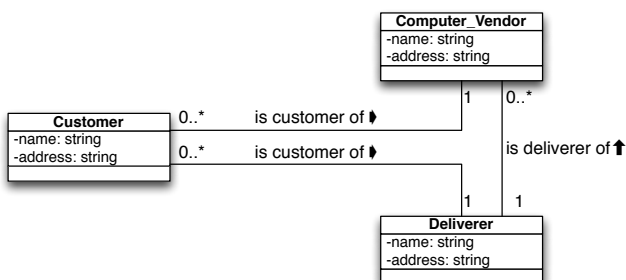 Computer_Vendor
-name: string
-address: string
1
0..*
Customer
-name: string
-address: string
0..*
is customer of
0..*
is customer of
is deliverer of
1
1
Deliverer
-name: string
-address: string